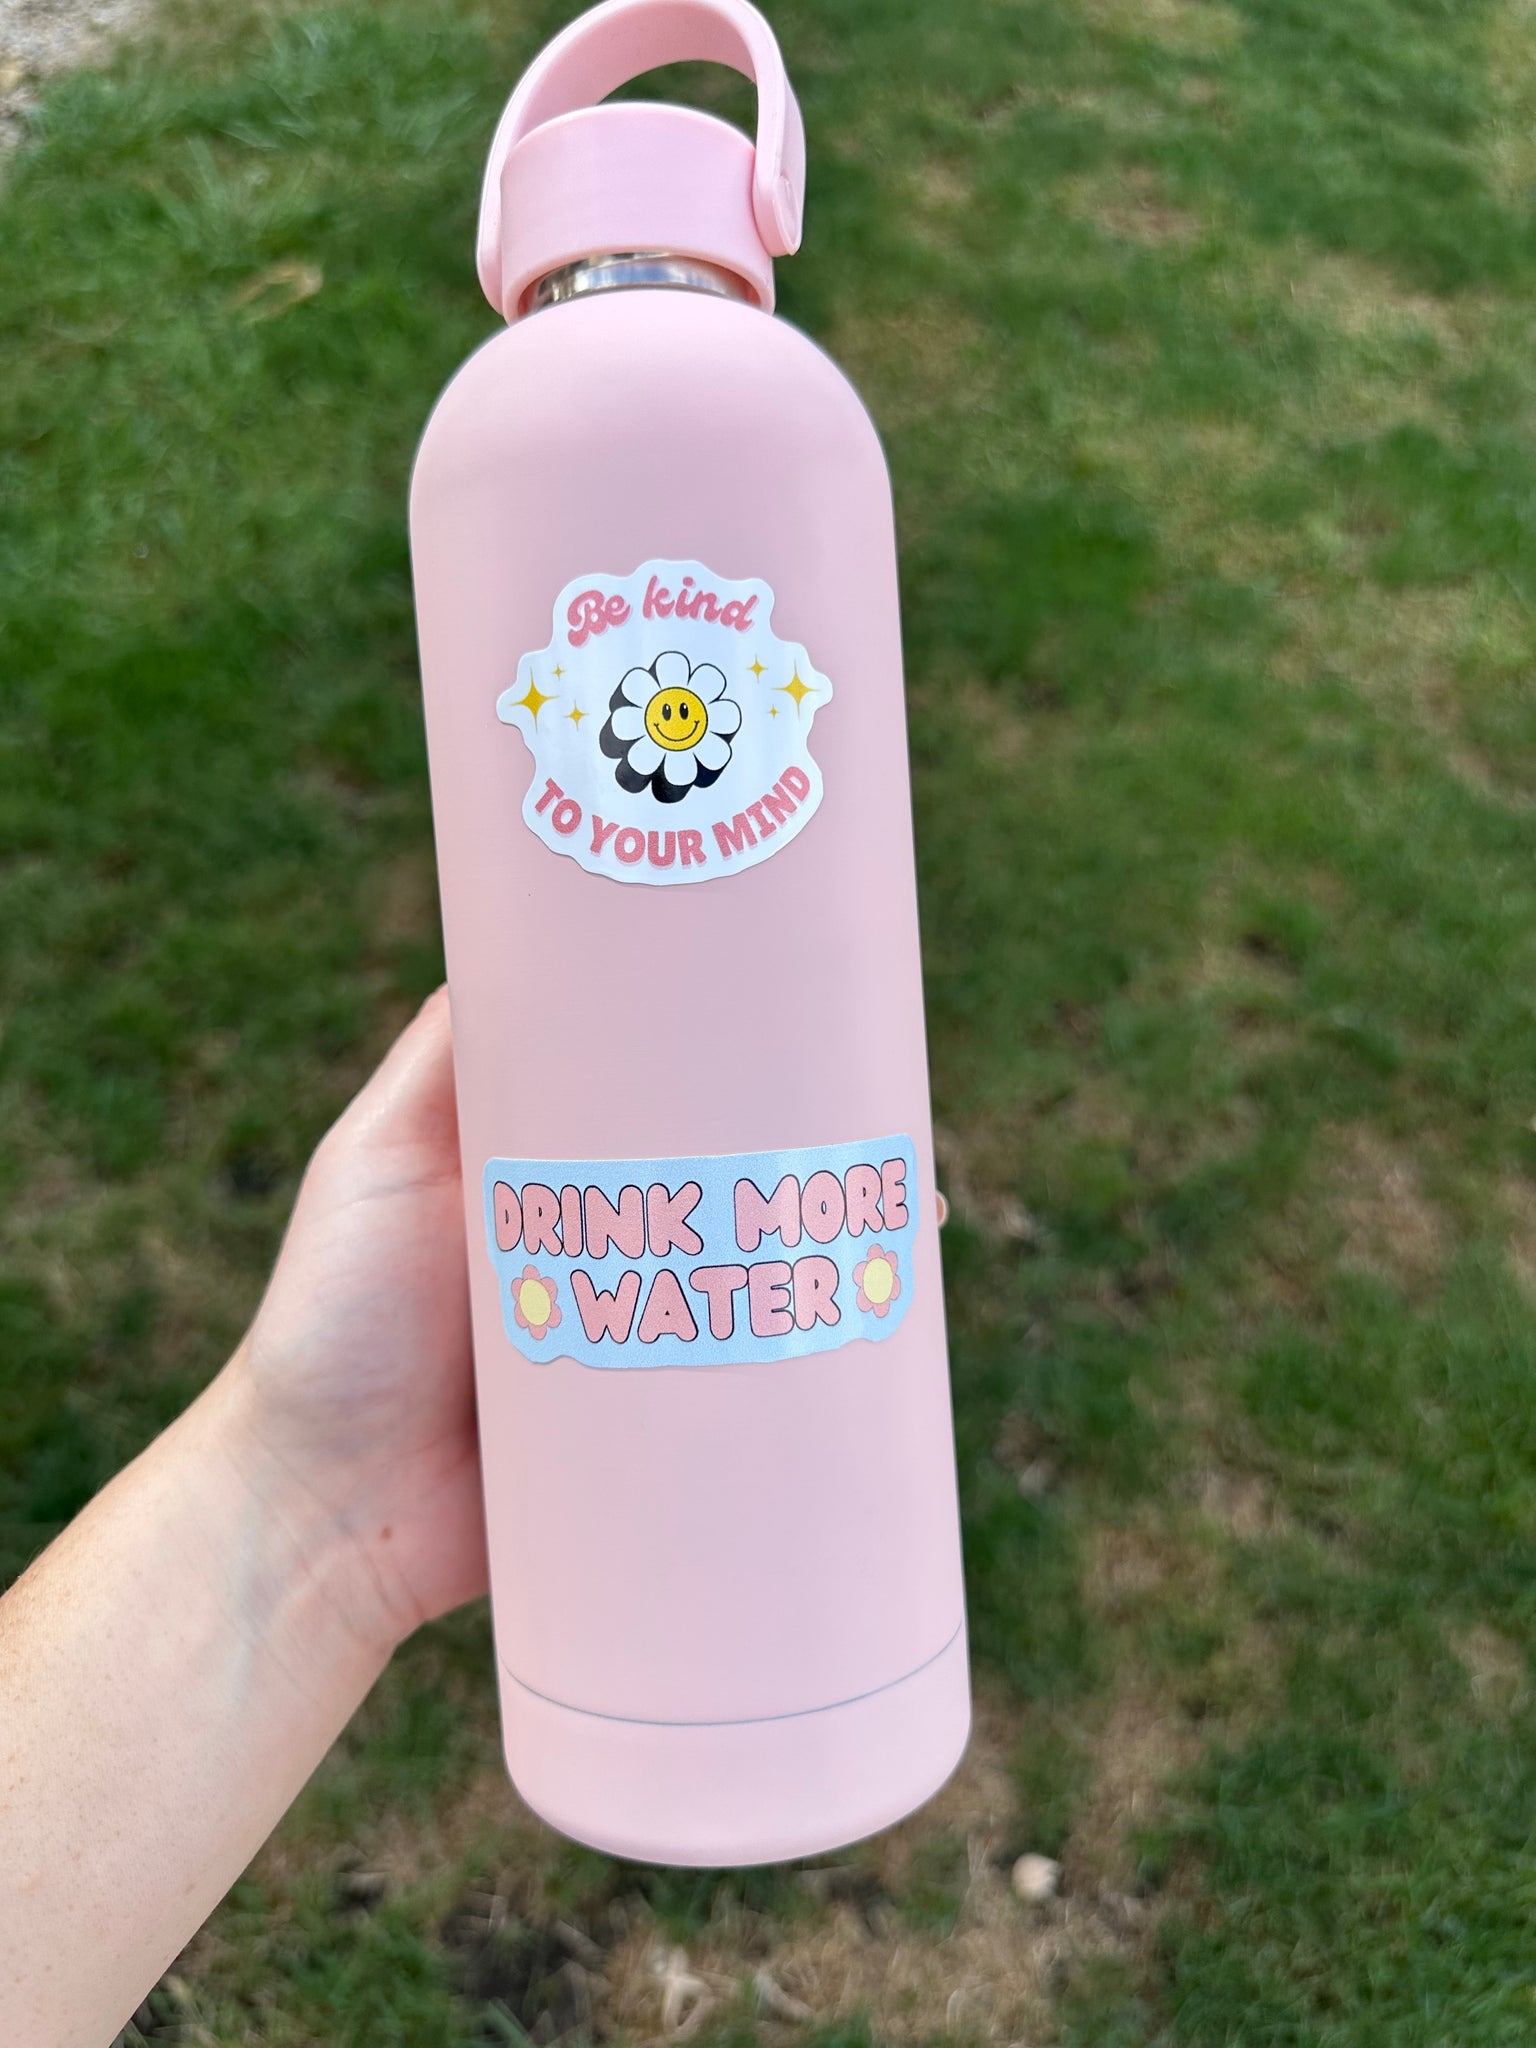 Be kind
TO YOUR MIND
DRINK MORE
WATER